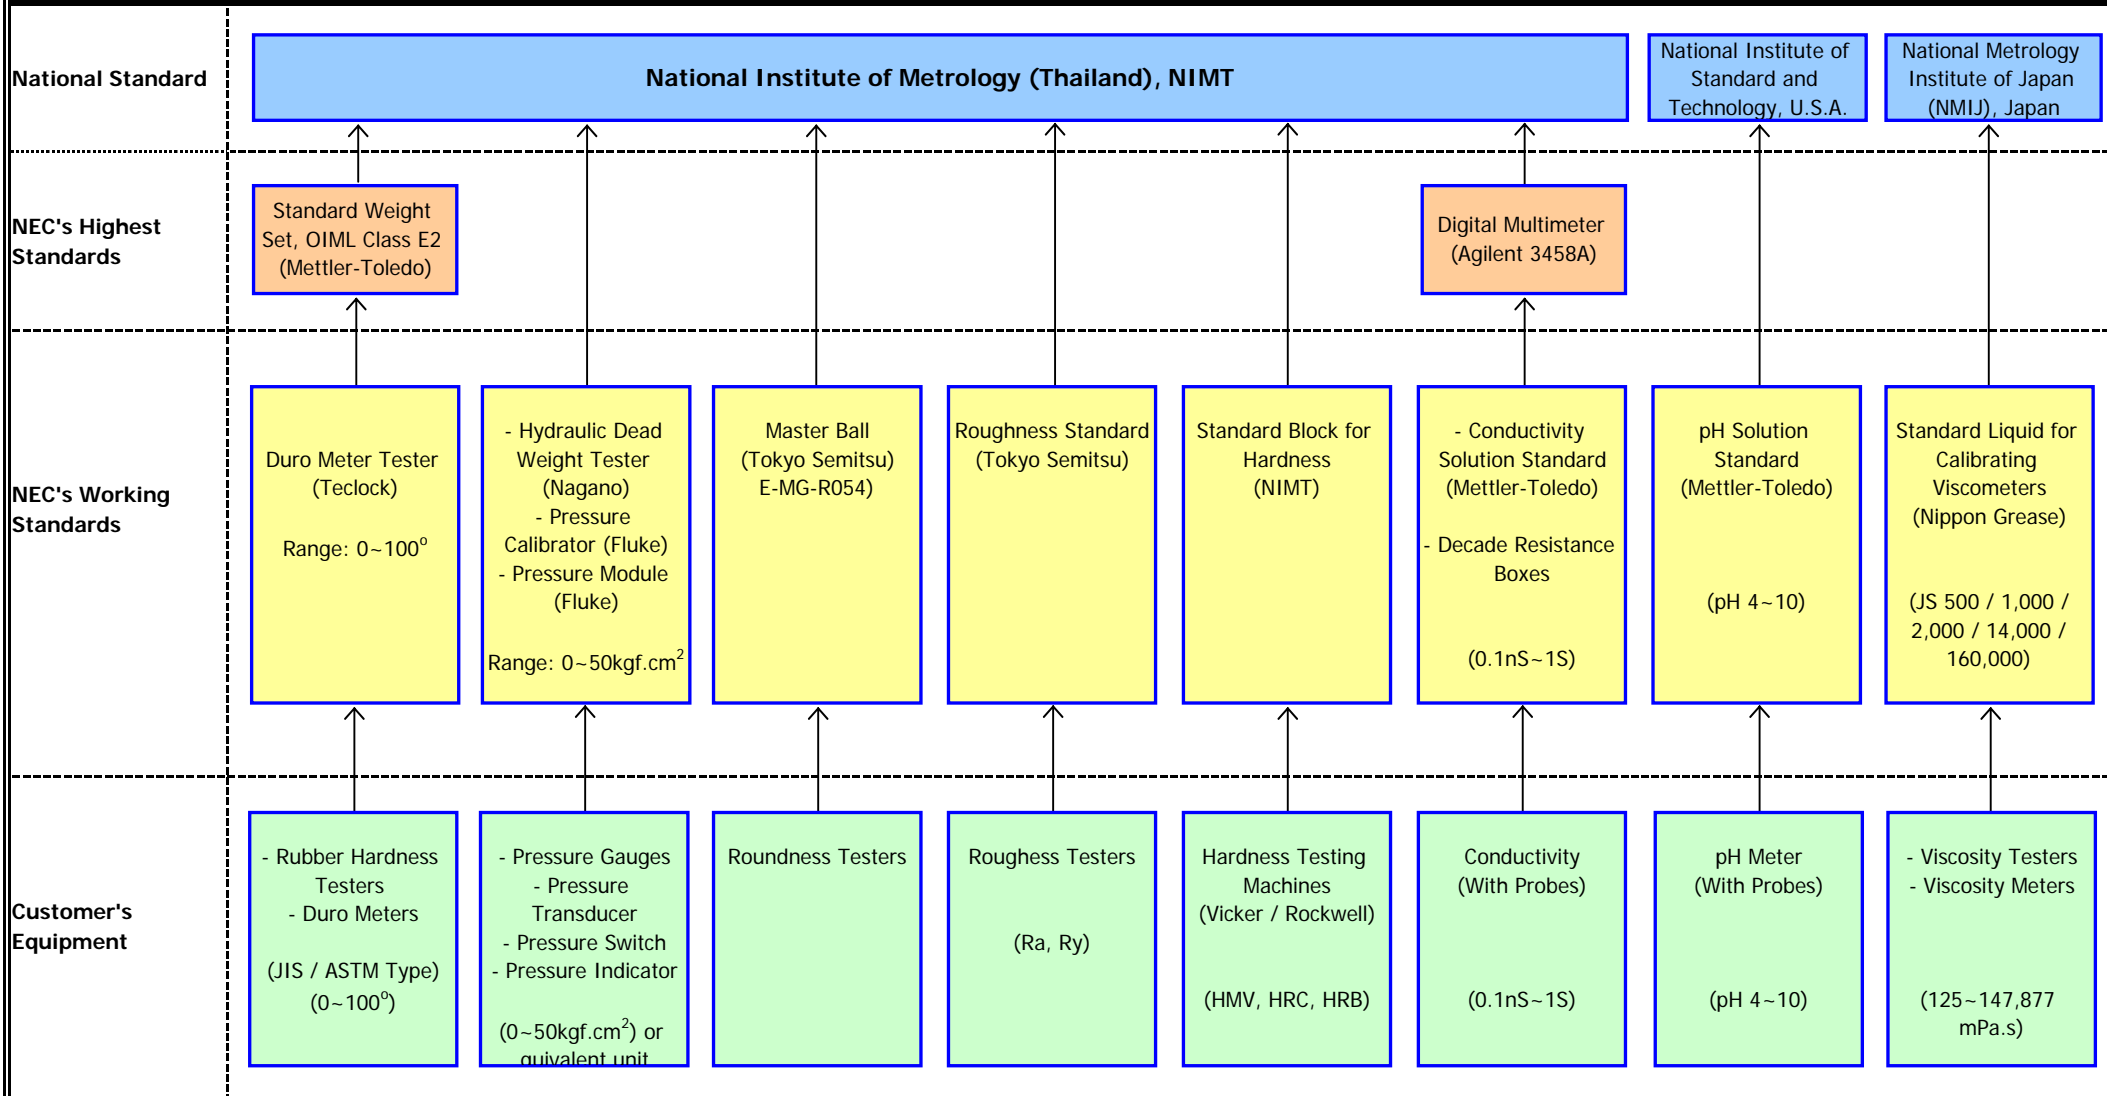 National Standard
National Institute of Metrology (Thailand), NIMT
National Institute of
Standard and
Technology, U.S.A.
National Metrology
Institute of Japan
(NMIJ), Japan
NEC's Highest
Standards
Standard Weight
Set, OIML Class E2
(Mettler-Toledo)
Digital Multimeter
(Agilent 3458A)
NEC's Working
Standards
Duro Meter Tester
(Teclock)
Range: 0~100°
- Hydraulic Dead
Weight Tester
(Nagano)
- Pressure
Calibrator (Fluke)
- Pressure Module
(Fluke)
Range: 0~50kgf.cm²
Master Ball
(Tokyo Semitsu)
E-MG-R054)
Roughness Standard
(Tokyo Semitsu)
Standard Block for
Hardness
(NIMT)
- Conductivity
Solution Standard
(Mettler-Toledo)
- Decade Resistance
Boxes
(0.1nS~1S)
pH Solution
Standard
(Mettler-Toledo)
(pH 4~10)
Standard Liquid for
Calibrating
Viscometers
(Nippon Grease)
(JS 500 / 1,000 /
2,000 / 14,000 /
160,000)
Customer's
Equipment
- Rubber Hardness
Testers
- Duro Meters
(JIS / ASTM Type)
(0~100°)
- Pressure Gauges
- Pressure
Transducer
- Pressure Switch
- Pressure Indicator
(0~50kgf.cm²) or
quivalent unit
Roundness Testers
Roughess Testers
(Ra, Ry)
Hardness Testing
Machines
(Vicker / Rockwell)
(HMV, HRC, HRB)
Conductivity
(With Probes)
(0.1nS~1S)
pH Meter
(With Probes)
(pH 4~10)
- Viscosity Testers
- Viscosity Meters
(125~147,877
mPa.s)